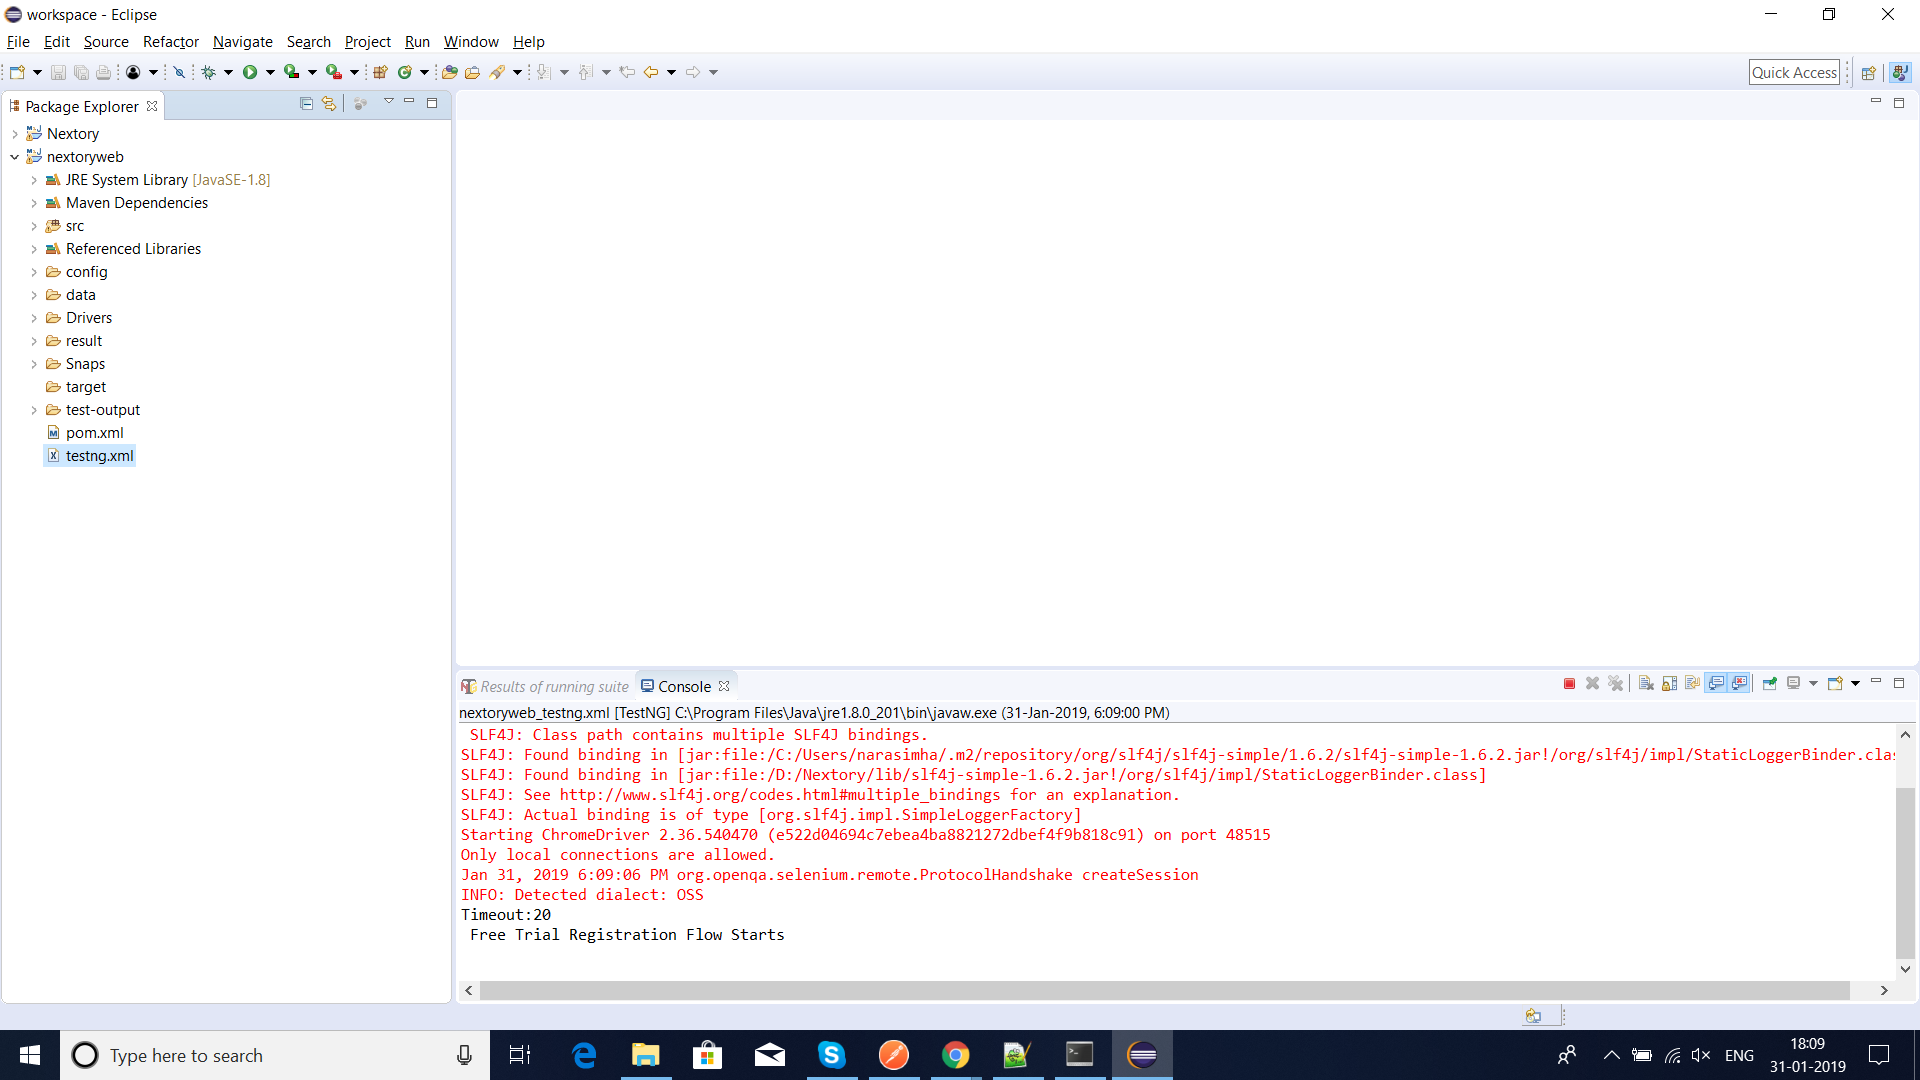 workspace - Eclipse
File Edit Source Refactor Navigate Search Project Run Window Help
Quick Access
Package Explorer
Nextory
nextoryweb
JRE System Library [JavaSE-1.8]
Maven Dependencies
src
Referenced Libraries
config
data
Drivers
result
Snaps
target
test-output
pom.xml
testng.xml
Results of running suite Console
nextoryweb_testng.xml [TestNG] C:\Program Files\Java\jre1.8.0_201\bin\javaw.exe (31-Jan-2019, 6:09:00 PM)
SLF4J: Class path contains multiple SLF4J bindings.
SLF4J: Found binding in [jar:file:/C:/Users/narasimha/.m2/repository/org/slf4j/slf4j-simple/1.6.2/slf4j-simple-1.6.2.jar!/org/slf4j/impl/StaticLoggerBinder.clas
SLF4J: Found binding in [jar:file:/D:/Nextory/lib/slf4j-simple-1.6.2.jar!/org/slf4j/impl/StaticLoggerBinder.class]
SLF4J: See http://www.slf4j.org/codes.html#multiple_bindings for an explanation.
SLF4J: Actual binding is of type [org.slf4j.impl.SimpleLoggerFactory]
Starting ChromeDriver 2.36.540470 (e522d04694c7ebea4ba8821272dbef4f9b818c91) on port 48515
Only local connections are allowed.
Jan 31, 2019 6:09:06 PM org.openqa.selenium.remote.ProtocolHandshake createSession
INFO: Detected dialect: OSS
Timeout:20
Free Trial Registration Flow Starts
Type here to search
ENG
18:09
31-01-2019